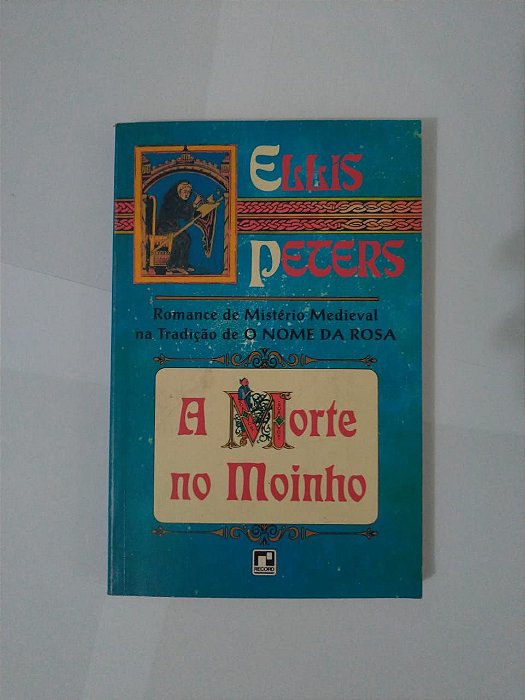 ELLIS
PETERS
Romance de Mistério Medieval
na Tradição de O NOME DA ROSA
A Morte
no Moinho
RECORD